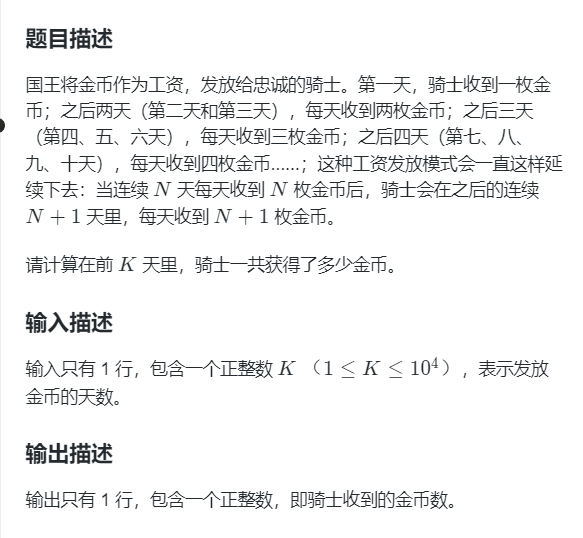 题目描述
国王将金币作为工资，发放给忠诚的骑士。第一天，骑士收到一枚金
币；之后两天（第二天和第三天），每天收到两枚金币；之后三天
（第四、五、六天），每天收到三枚金币；之后四天（第七、八、
九、十天），每天收到四枚金币……；这种工资发放模式会一直这样延
续下去：当连续 N 天每天收到 N 枚金币后，骑士会在之后的连续
N + 1 天里，每天收到 N + 1 枚金币。
请计算在前 K 天里，骑士一共获得了多少金币。
输入描述
输入只有 1 行，包含一个正整数 K （1 ≤ K ≤ 10⁴），表示发放
金币的天数。
输出描述
输出只有 1 行，包含一个正整数，即骑士收到的金币数。